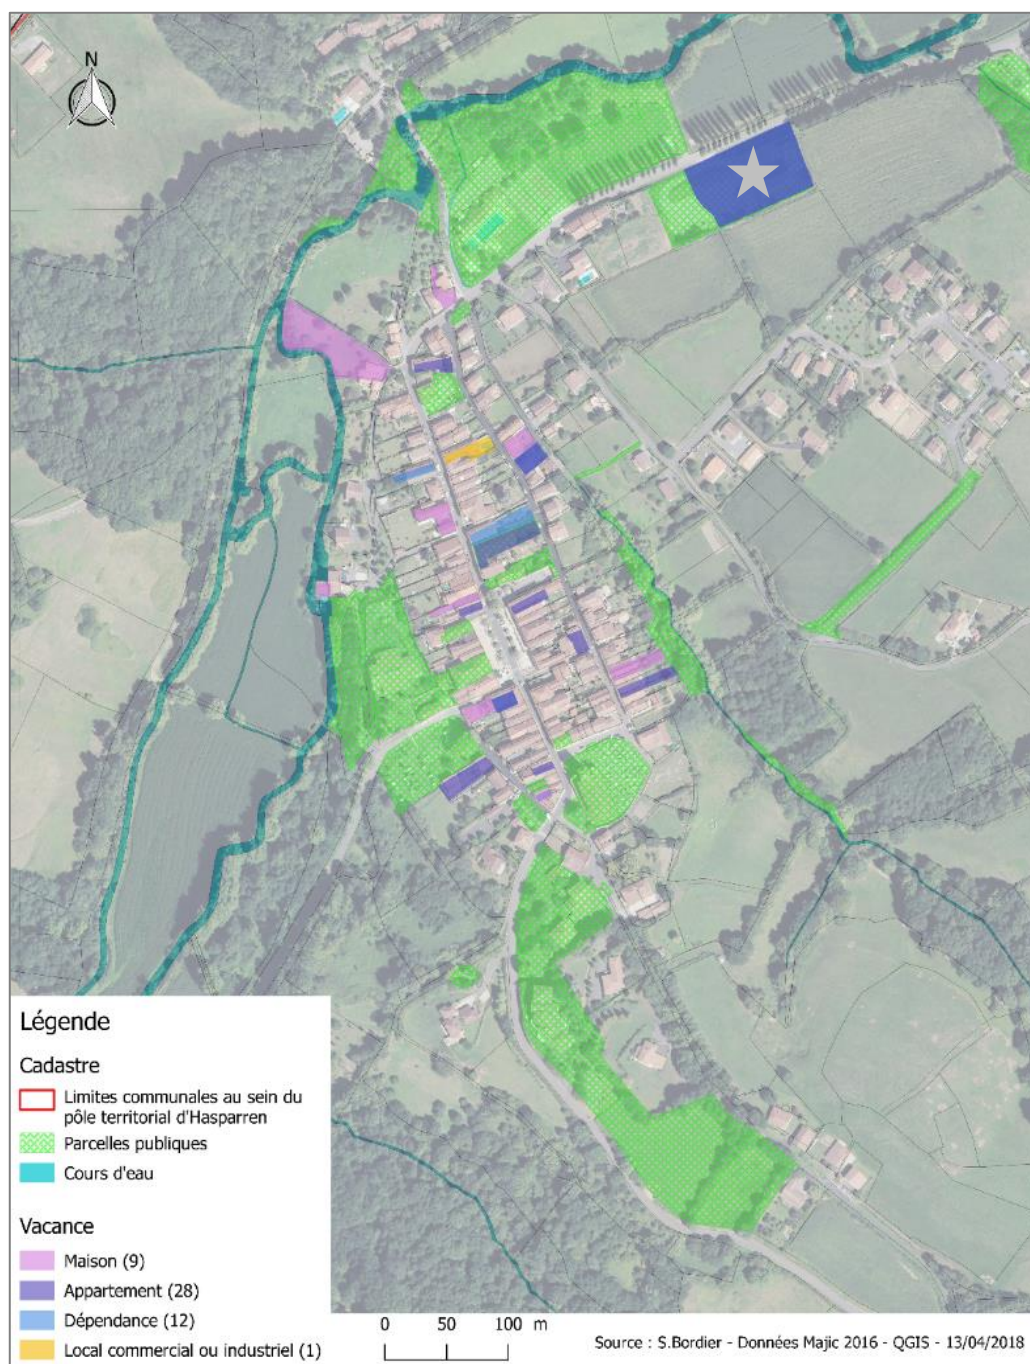 N
Légende
Cadastre
Limites communales au sein du
pôle territorial d'Hasparren
Parcelles publiques
Cours d'eau
Vacance
Maison (9)
Appartement (28)
Dépendance (12)
Local commercial ou industriel (1)
0 50 100 m
Source : S.Bordier - Données Majic 2016 - QGIS - 13/04/2018